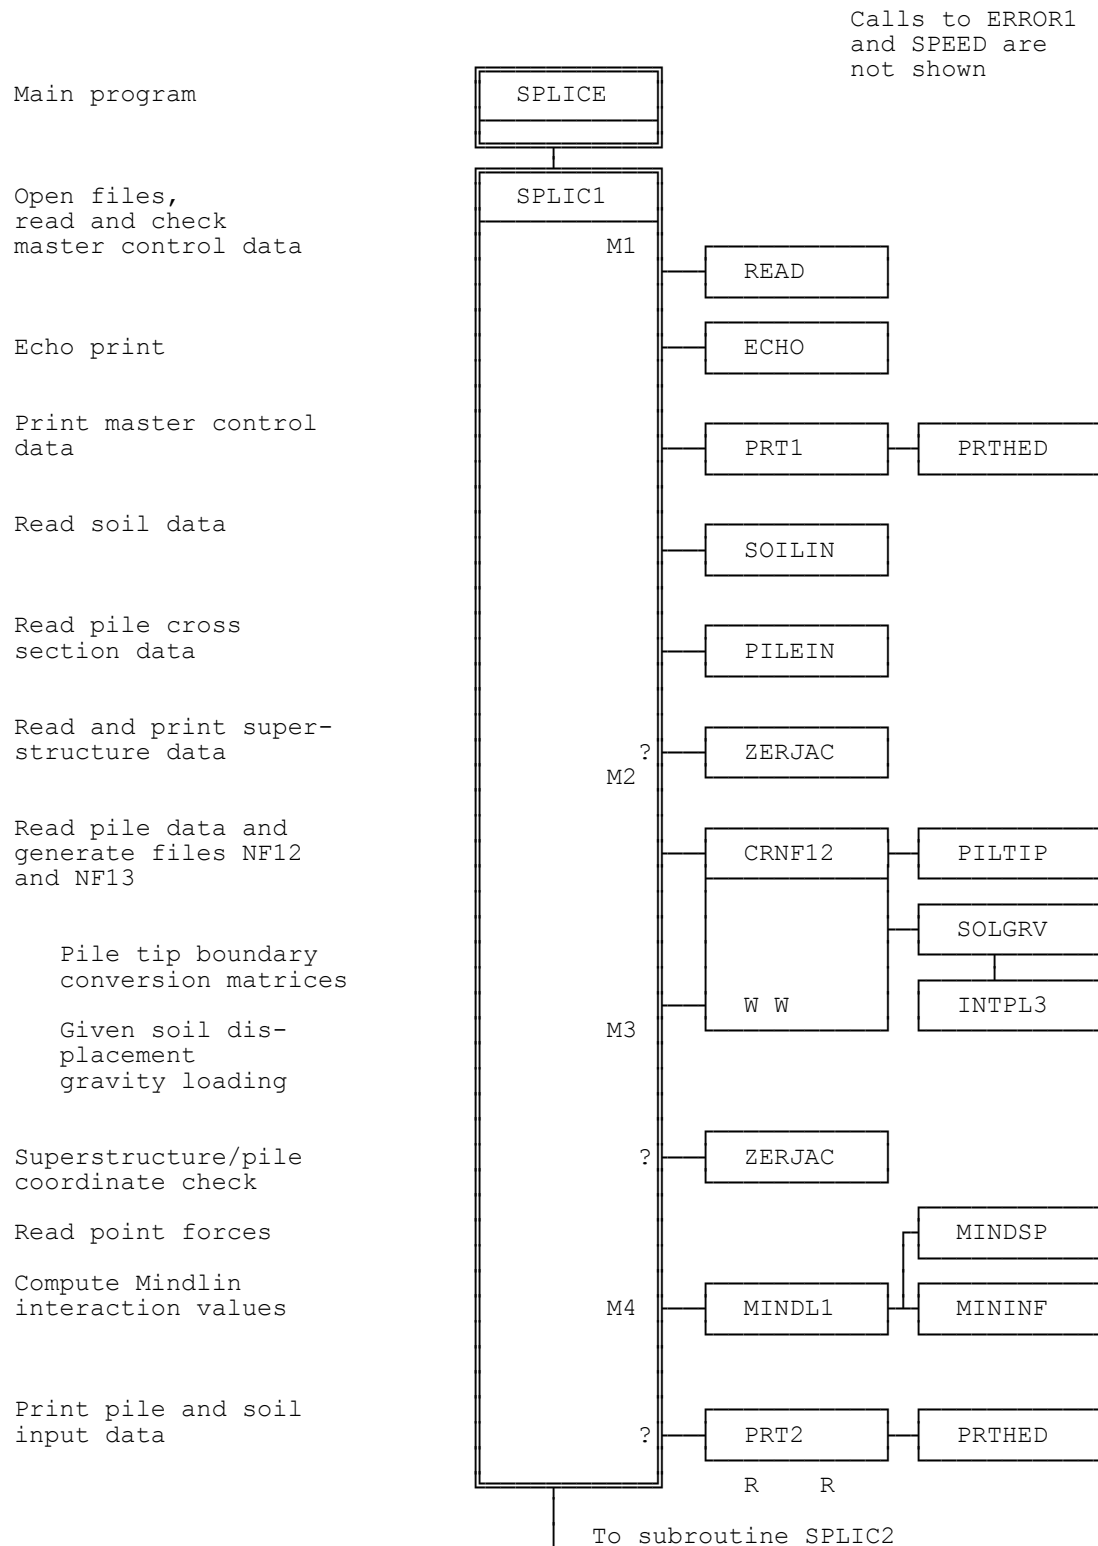 Calls to ERROR1
and SPEED are
not shown
Main program
SPLICE
Open files,
read and check
master control data
SPLIC1
M1
READ
Echo print
ECHO
Print master control
data
PRT1
PRTHED
Read soil data
SOILIN
Read pile cross
section data
PILEIN
Read and print super-
structure data
?
M2
ZERJAC
Read pile data and
generate files NF12
and NF13
CRNF12
PILTIP
SOLGRV
Pile tip boundary
conversion matrices
W W
INTPL3
Given soil dis-
placement
gravity loading
M3
Superstructure/pile
coordinate check
?
ZERJAC
Read point forces
MINDSP
Compute Mindlin
interaction values
M4
MINDL1
MININF
Print pile and soil
input data
?
PRT2
PRTHED
R R
To subroutine SPLIC2